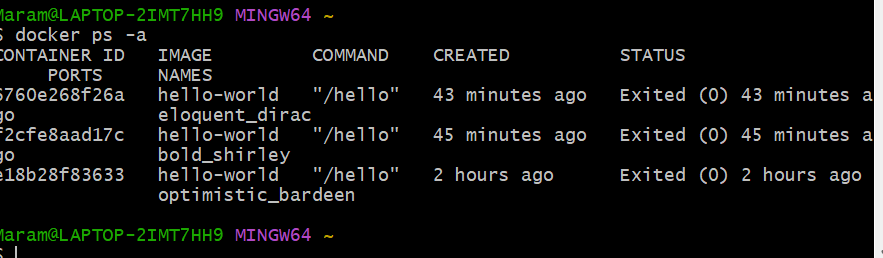 Maram@LAPTOP-2IMT7HH9 MINGW64 ~
$ docker ps -a
CONTAINER ID   IMAGE         COMMAND    CREATED          STATUS
     PORTS     NAMES
6760e268f26a   hello-world   "/hello"   43 minutes ago   Exited (0) 43 minutes a
go             eloquent_dirac
f2cfe8aad17c   hello-world   "/hello"   45 minutes ago   Exited (0) 45 minutes a
go             bold_shirley
e18b28f83633   hello-world   "/hello"   2 hours ago      Exited (0) 2 hours ago
               optimistic_bardeen
Maram@LAPTOP-2IMT7HH9 MINGW64 ~
$